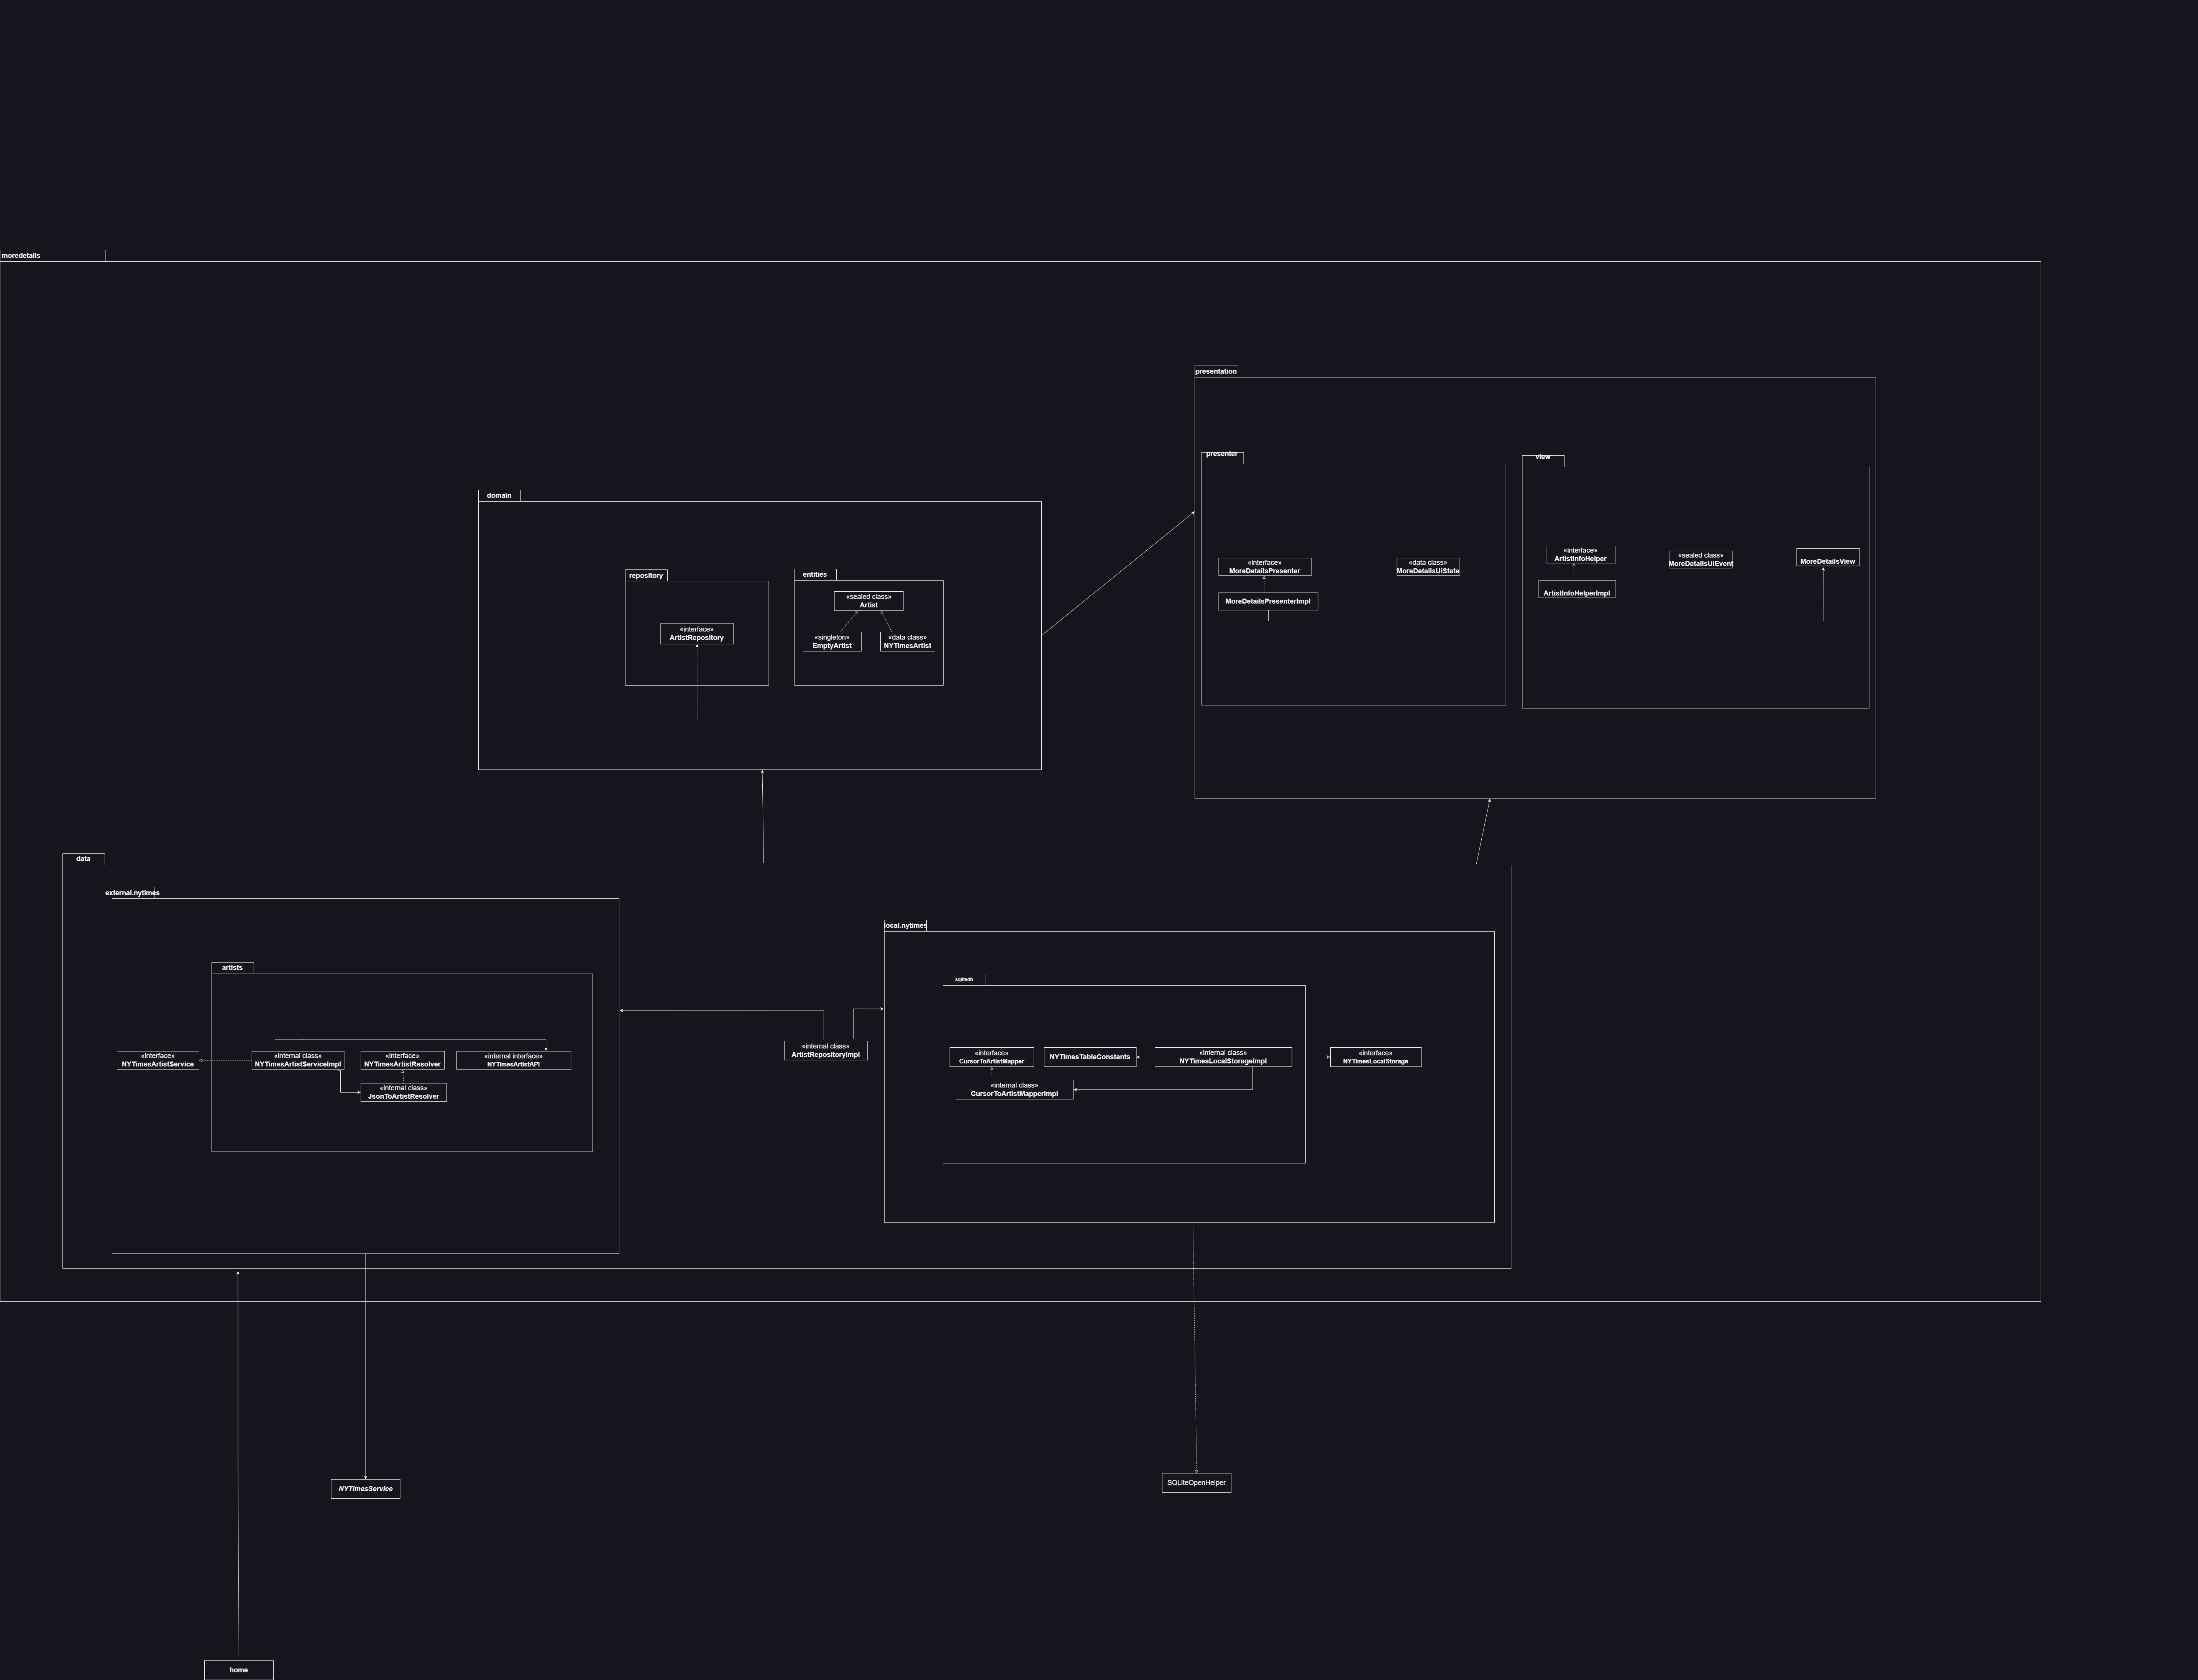 moredetails
presentation
presenter
view
domain
«interface»
ArtistInfoHelper
«sealed class»
MoreDetailsUiEvent
MoreDetailsView
«interface»
MoreDetailsPresenter
«data class»
MoreDetailsUiState
ArtistInfoHelperImpl
MoreDetailsPresenterImpl
repository
entities
«sealed class»
Artist
«interface»
ArtistRepository
«singleton»
EmptyArtist
«data class»
NYTimesArtist
data
external.nytimes
local.nytimes
artists
sqlitedb
«internal class»
ArtistRepositoryImpl
«interface»
NYTimesArtistService
«internal class»
NYTimesArtistServiceImpl
«interface»
NYTimesArtistResolver
«internal interface»
NYTimesArtistAPI
«internal class»
JsonToArtistResolver
«interface»
CursorToArtistMapper
NYTimesTableConstants
«internal class»
NYTimesLocalStorageImpl
«interface»
NYTimesLocalStorage
«internal class»
CursorToArtistMapperImpl
NYTimesService
SQLiteOpenHelper
home